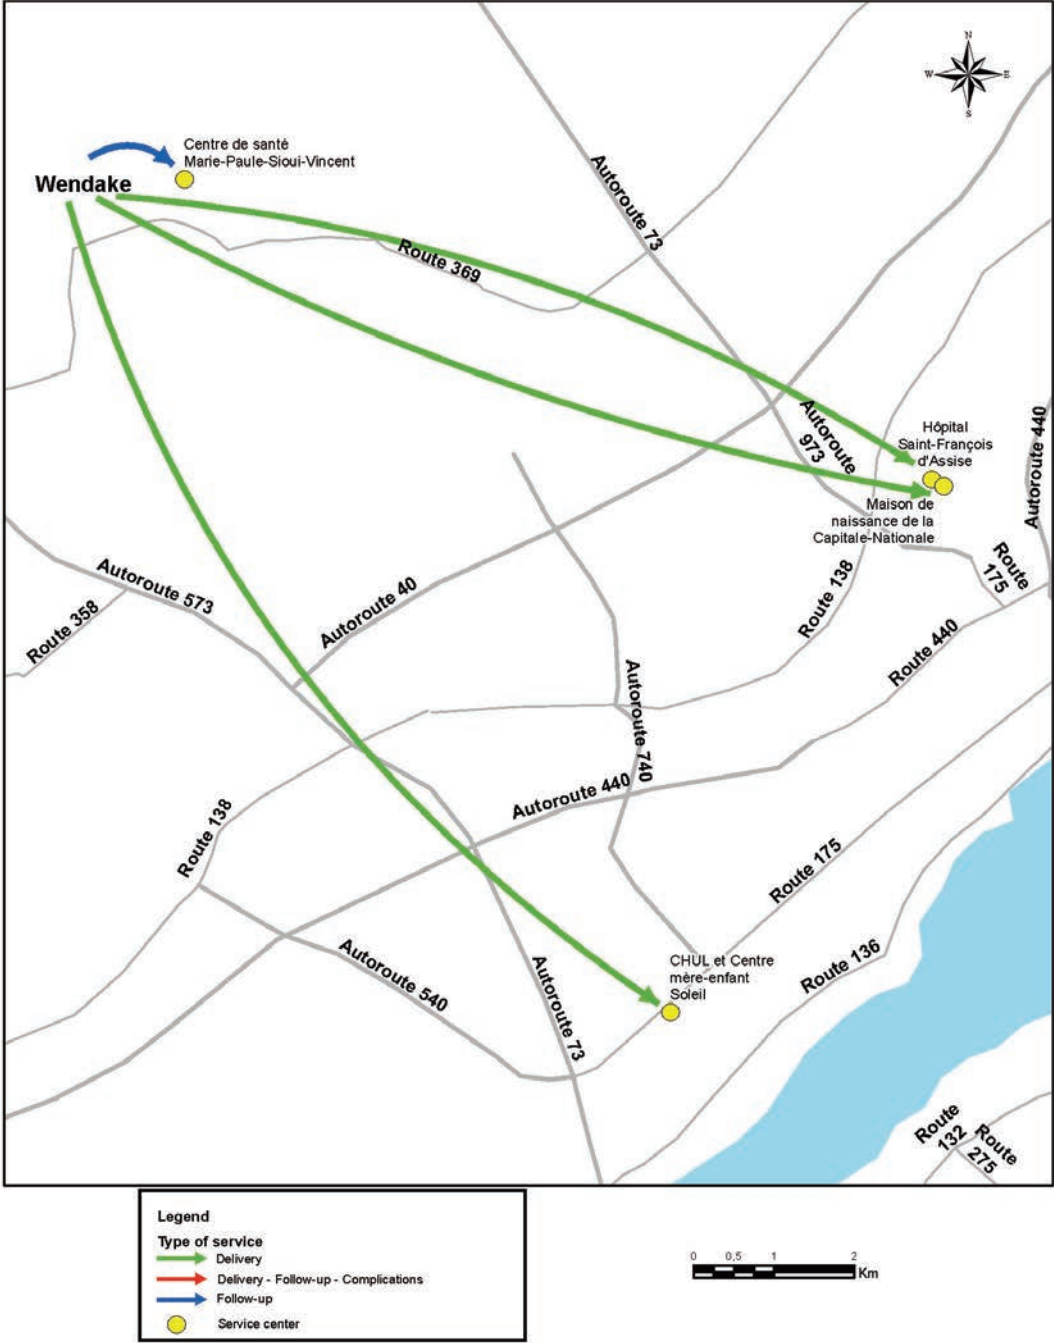 N
W
E
S
Centre de santé
Marie-Paule-Sioui-Vincent
Wendake
Autoroute 73
Route 369
Autoroute
973
Hôpital
Saint-François
d'Assise
Autoroute 440
Maison de
naissance de la
Capitale-Nationale
Route
175
Autoroute 573
Route 358
Autoroute 40
Route 138
Route 440
Autoroute 740
Autoroute 440
Route 138
Route 175
Autoroute 540
Autoroute 73
CHUL et Centre
mère-enfant
Soleil
Route 136
Route
132
Route
275
Legend
Type of service
Delivery
Delivery - Follow-up - Complications
Follow-up
Service center
0 0,5 1 2
Km